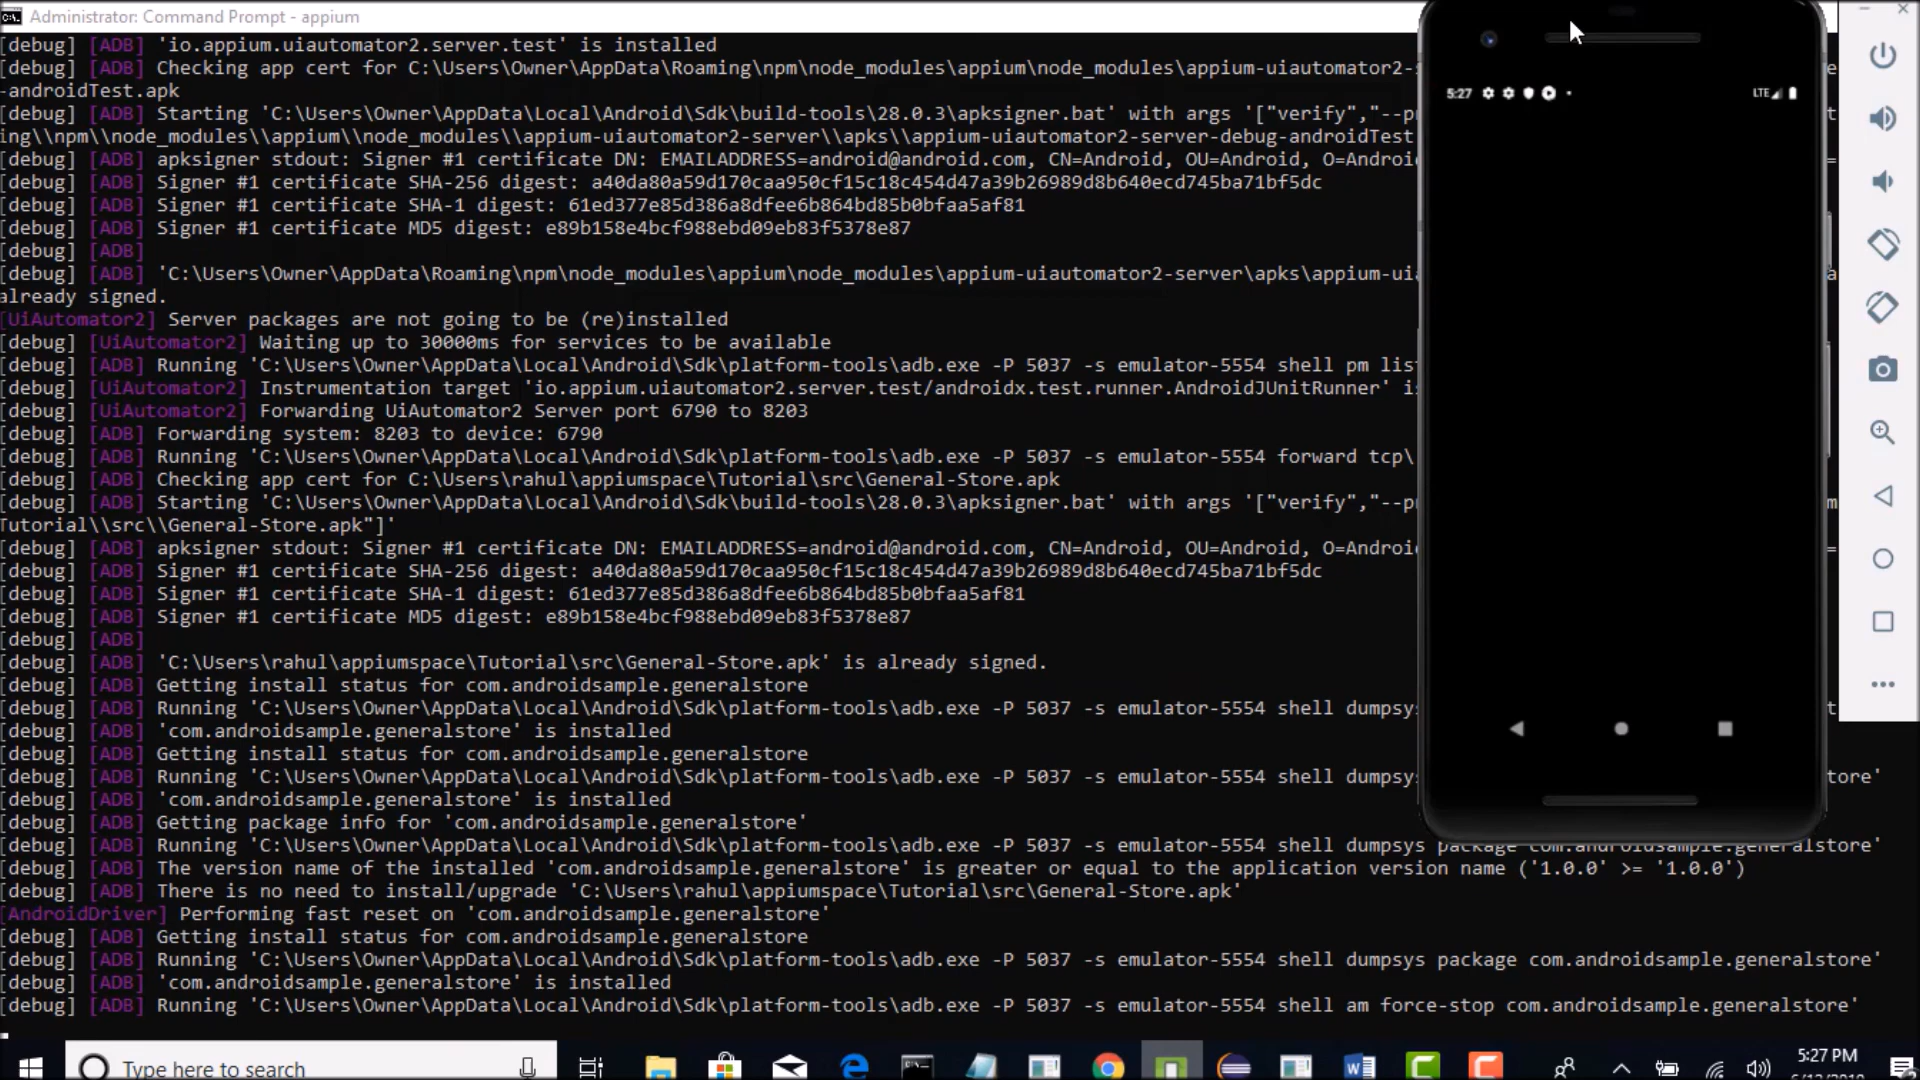 Administrator: Command Prompt - appium
[debug] [ADB] 'io.appium.uiautomator2.server.test' is installed
[debug] [ADB] Checking app cert for C:\Users\Owner\AppData\Roaming\npm\node_modules\appium\node_modules\appium-uiautomator2-s
-androidTest.apk
[debug] [ADB] Starting 'C:\Users\Owner\AppData\Local\Android\Sdk\build-tools\28.0.3\apksigner.bat' with args '["verify","--pr
ing\\npm\\node_modules\\appium\\node_modules\\appium-uiautomator2-server\\apks\\appium-uiautomator2-server-debug-androidTest
[debug] [ADB] apksigner stdout: Signer #1 certificate DN: EMAILADDRESS=android@android.com, CN=Android, OU=Android, O=Androi
[debug] [ADB] Signer #1 certificate SHA-256 digest: a40da80a59d170caa950cf15c18c454d47a39b26989d8b640ecd745ba71bf5dc
[debug] [ADB] Signer #1 certificate SHA-1 digest: 61ed377e85d386a8dfee6b864bd85b0bfaa5af81
[debug] [ADB] Signer #1 certificate MD5 digest: e89b158e4bcf988ebd09eb83f5378e87
[debug] [ADB]
[debug] [ADB] 'C:\Users\Owner\AppData\Roaming\npm\node_modules\appium\node_modules\appium-uiautomator2-server\apks\appium-ui
already signed.
[UiAutomator2] Server packages are not going to be (re)installed
[debug] [UiAutomator2] Waiting up to 30000ms for services to be available
[debug] [ADB] Running 'C:\Users\Owner\AppData\Local\Android\Sdk\platform-tools\adb.exe -P 5037 -s emulator-5554 shell pm list
[debug] [UiAutomator2] Instrumentation target 'io.appium.uiautomator2.server.test/androidx.test.runner.AndroidJUnitRunner' is
[debug] [UiAutomator2] Forwarding UiAutomator2 Server port 6790 to 8203
[debug] [ADB] Forwarding system: 8203 to device: 6790
[debug] [ADB] Running 'C:\Users\Owner\AppData\Local\Android\Sdk\platform-tools\adb.exe -P 5037 -s emulator-5554 forward tcp\
[debug] [ADB] Checking app cert for C:\Users\rahul\appiumspace\Tutorial\src\General-Store.apk
[debug] [ADB] Starting 'C:\Users\Owner\AppData\Local\Android\Sdk\build-tools\28.0.3\apksigner.bat' with args '["verify","--pr
Tutorial\\src\\General-Store.apk"]'
[debug] [ADB] apksigner stdout: Signer #1 certificate DN: EMAILADDRESS=android@android.com, CN=Android, OU=Android, O=Androi
[debug] [ADB] Signer #1 certificate SHA-256 digest: a40da80a59d170caa950cf15c18c454d47a39b26989d8b640ecd745ba71bf5dc
[debug] [ADB] Signer #1 certificate SHA-1 digest: 61ed377e85d386a8dfee6b864bd85b0bfaa5af81
[debug] [ADB] Signer #1 certificate MD5 digest: e89b158e4bcf988ebd09eb83f5378e87
[debug] [ADB]
[debug] [ADB] 'C:\Users\rahul\appiumspace\Tutorial\src\General-Store.apk' is already signed.
[debug] [ADB] Getting install status for com.androidsample.generalstore
[debug] [ADB] Running 'C:\Users\Owner\AppData\Local\Android\Sdk\platform-tools\adb.exe -P 5037 -s emulator-5554 shell dumpsys
[debug] [ADB] 'com.androidsample.generalstore' is installed
[debug] [ADB] Getting install status for com.androidsample.generalstore
[debug] [ADB] Running 'C:\Users\Owner\AppData\Local\Android\Sdk\platform-tools\adb.exe -P 5037 -s emulator-5554 shell dumpsys tore'
[debug] [ADB] 'com.androidsample.generalstore' is installed
[debug] [ADB] Getting package info for 'com.androidsample.generalstore'
[debug] [ADB] Running 'C:\Users\Owner\AppData\Local\Android\Sdk\platform-tools\adb.exe -P 5037 -s emulator-5554 shell dumpsys package com.androidsample.generalstore'
[debug] [ADB] The version name of the installed 'com.androidsample.generalstore' is greater or equal to the application version name ('1.0.0' >= '1.0.0')
[debug] [ADB] There is no need to install/upgrade 'C:\Users\rahul\appiumspace\Tutorial\src\General-Store.apk'
[AndroidDriver] Performing fast reset on 'com.androidsample.generalstore'
[debug] [ADB] Getting install status for com.androidsample.generalstore
[debug] [ADB] Running 'C:\Users\Owner\AppData\Local\Android\Sdk\platform-tools\adb.exe -P 5037 -s emulator-5554 shell dumpsys package com.androidsample.generalstore'
[debug] [ADB] 'com.androidsample.generalstore' is installed
[debug] [ADB] Running 'C:\Users\Owner\AppData\Local\Android\Sdk\platform-tools\adb.exe -P 5037 -s emulator-5554 shell am force-stop com.androidsample.generalstore'
5:27
LTE
Type here to search
5:27 PM